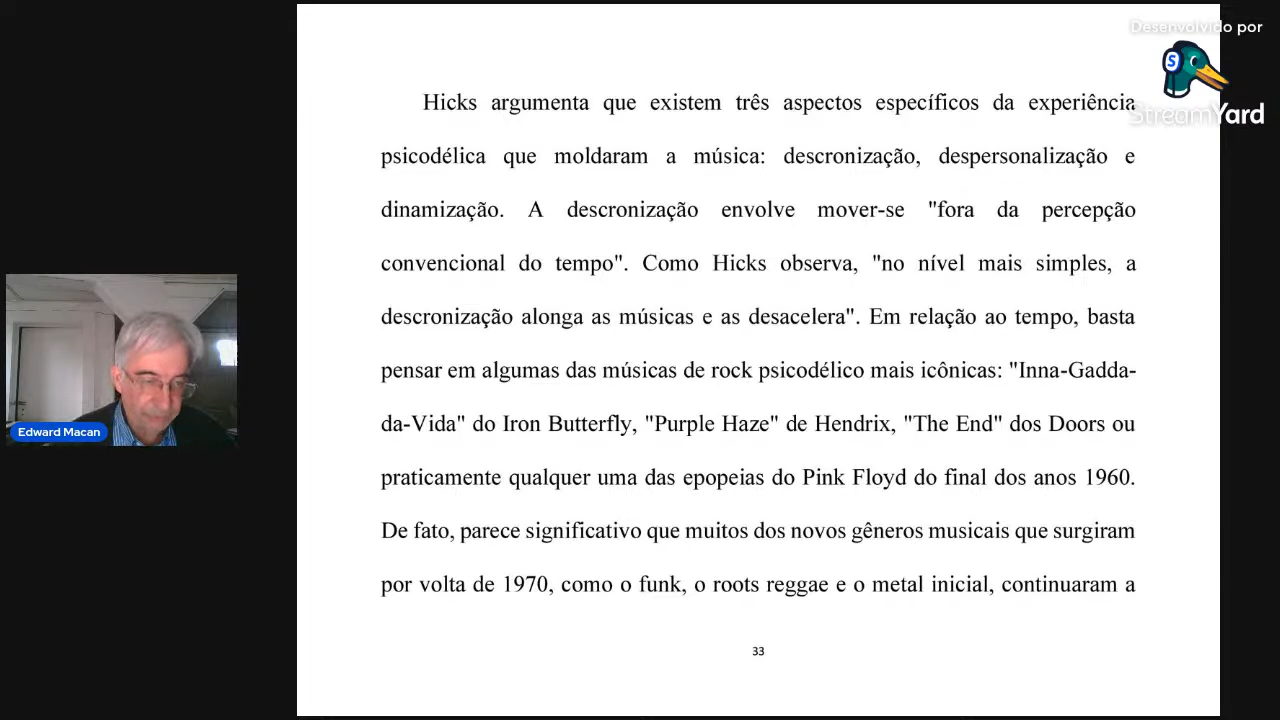 Desenvolvido por
StreamYard
Hicks argumenta que existem três aspectos específicos da experiência
psicodélica que moldaram a música: descronização, despersonalização e
dinamização. A descronização envolve mover-se "fora da percepção
convencional do tempo". Como Hicks observa, "no nível mais simples, a
descronização alonga as músicas e as desacelera". Em relação ao tempo, basta
pensar em algumas das músicas de rock psicodélico mais icônicas: "Inna-Gadda-
da-Vida" do Iron Butterfly, "Purple Haze" de Hendrix, "The End" dos Doors ou
praticamente qualquer uma das epopeias do Pink Floyd do final dos anos 1960.
De fato, parece significativo que muitos dos novos gêneros musicais que surgiram
por volta de 1970, como o funk, o roots reggae e o metal inicial, continuaram a
33
Edward Macan